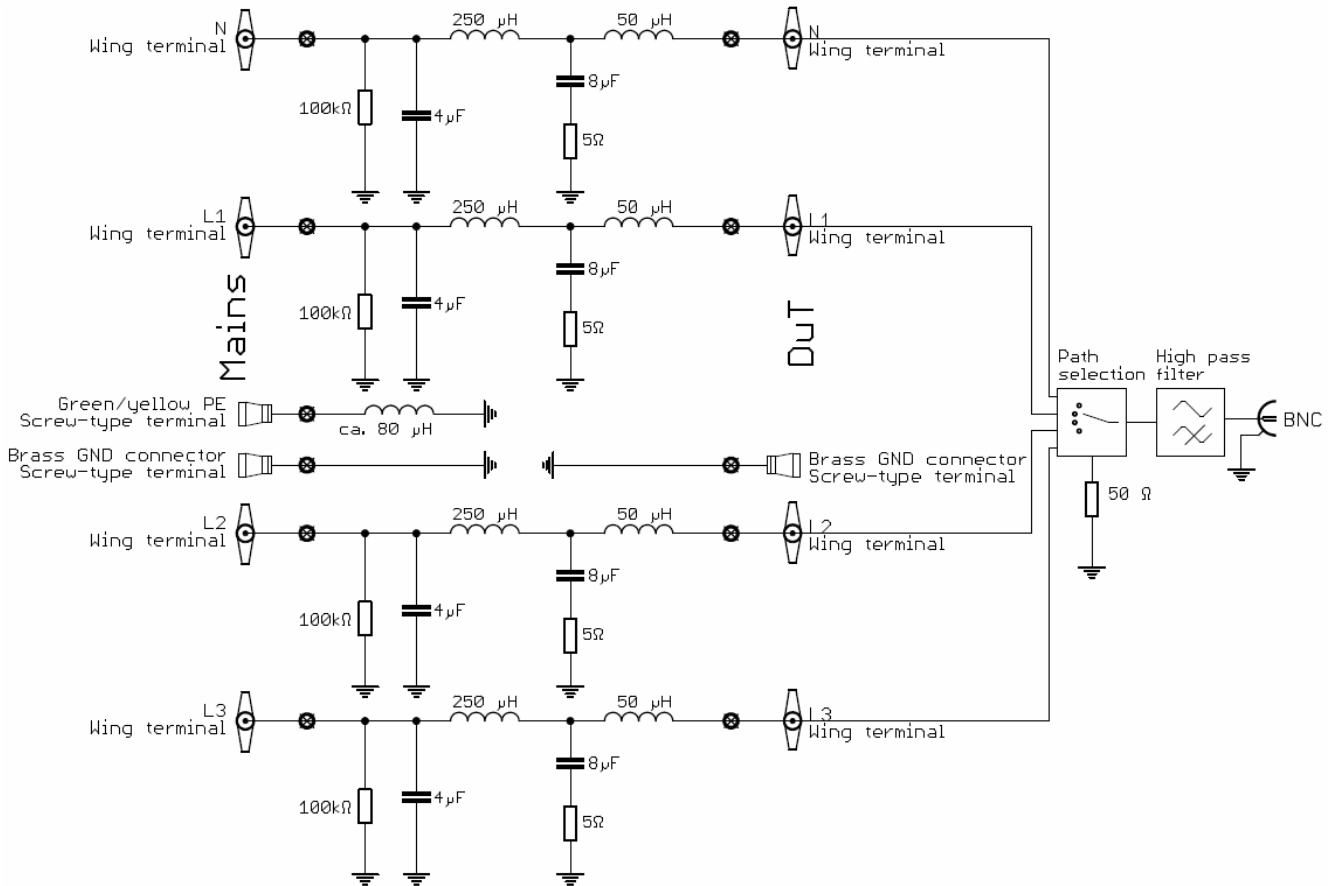 N
Wing terminal
250 µH
50 µH
N
Wing terminal
100kΩ
4µF
8µF
5Ω
L1
Wing terminal
250 µH
50 µH
L1
Wing terminal
100kΩ
4µF
8µF
5Ω
Mains
DuT
Path
selection
High pass
filter
BNC
50 Ω
Green/yellow PE
Screw-type terminal
ca. 80 µH
Brass GND connector
Screw-type terminal
Brass GND connector
Screw-type terminal
L2
Wing terminal
250 µH
50 µH
L2
Wing terminal
100kΩ
4µF
8µF
5Ω
L3
Wing terminal
250 µH
50 µH
L3
Wing terminal
100kΩ
4µF
8µF
5Ω